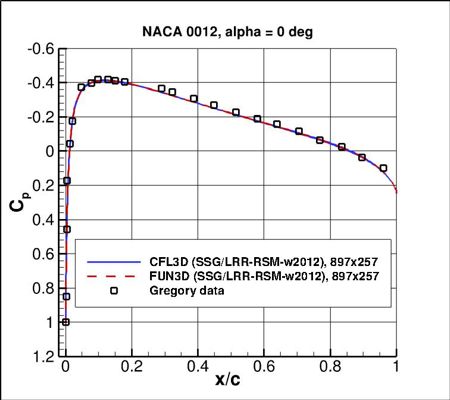 NACA 0012, alpha = 0 deg
-0.6
-0.4
-0.2
0
0.2
0.4
0.6
0.8
1
1.2
Cp
CFL3D (SSG/LRR-RSM-w2012), 897x257
FUN3D (SSG/LRR-RSM-w2012), 897x257
Gregory data
0 0.2 0.4 0.6 0.8 1
x/c